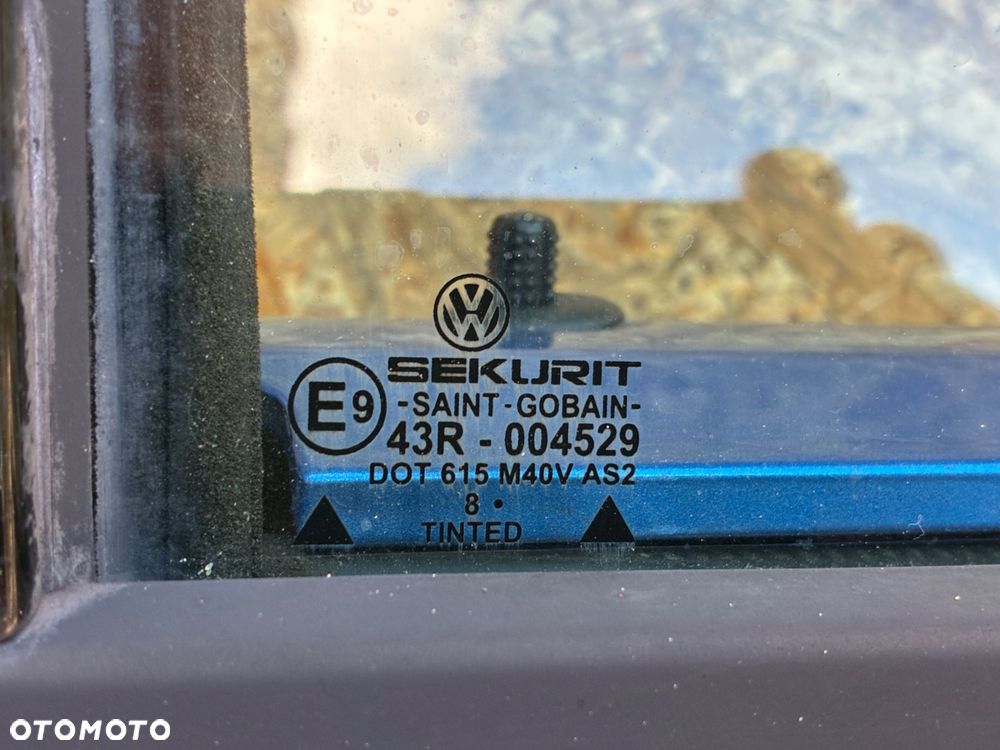 SEKURIT
E9
-SAINT-GOBAIN-
43R - 004529
DOT 615 M40V AS2
8 •
TINTED
OTOMOTO